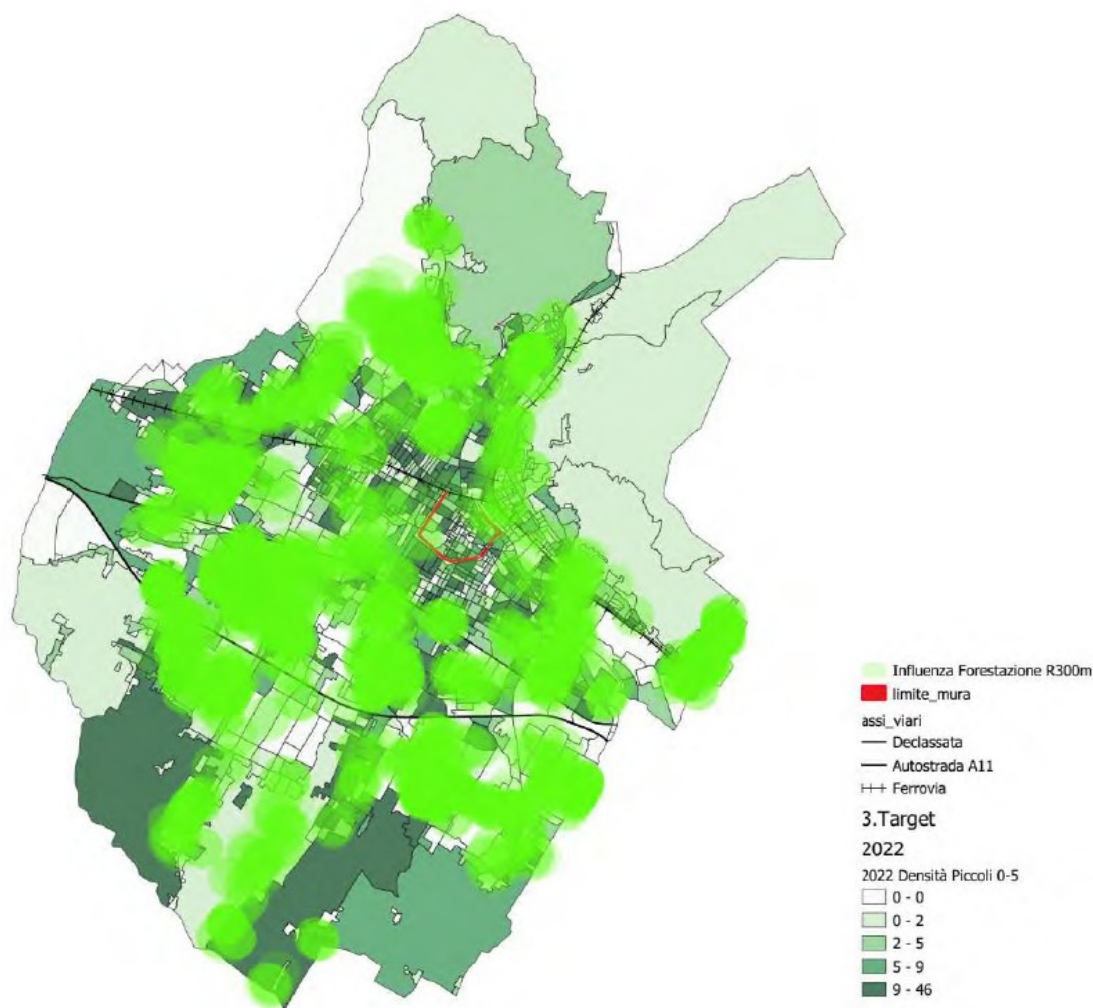 Influenza Forestazione R300m
limite_mura
assi_viari
Declassata
Autostrada A11
Ferrovia
3.Target
2022
2022 Densità Piccoli 0-5
0 - 0
0 - 2
2 - 5
5 - 9
9 - 46